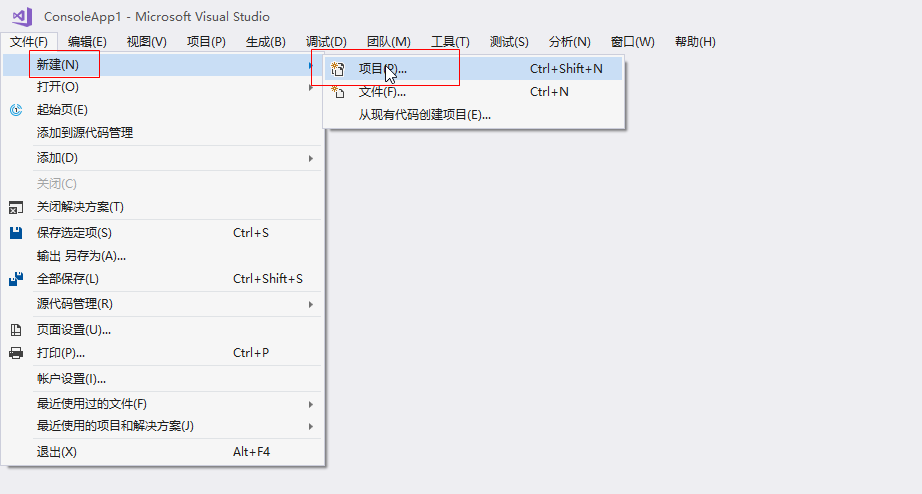 ConsoleApp1 - Microsoft Visual Studio
文件(F) 编辑(E) 视图(V) 项目(P) 生成(B) 调试(D) 团队(M) 工具(T) 测试(S) 分析(N) 窗口(W) 帮助(H)
新建(N)
打开(O)
起始页(E)
添加到源代码管理
添加(D)
关闭(C)
关闭解决方案(T)
保存选定项(S) Ctrl+S
输出 另存为(A)...
全部保存(L) Ctrl+Shift+S
源代码管理(R)
页面设置(U)...
打印(P)... Ctrl+P
帐户设置(I)...
最近使用过的文件(F)
最近使用的项目和解决方案(J)
退出(X) Alt+F4
项目(P)... Ctrl+Shift+N
文件(F)... Ctrl+N
从现有代码创建项目(E)...